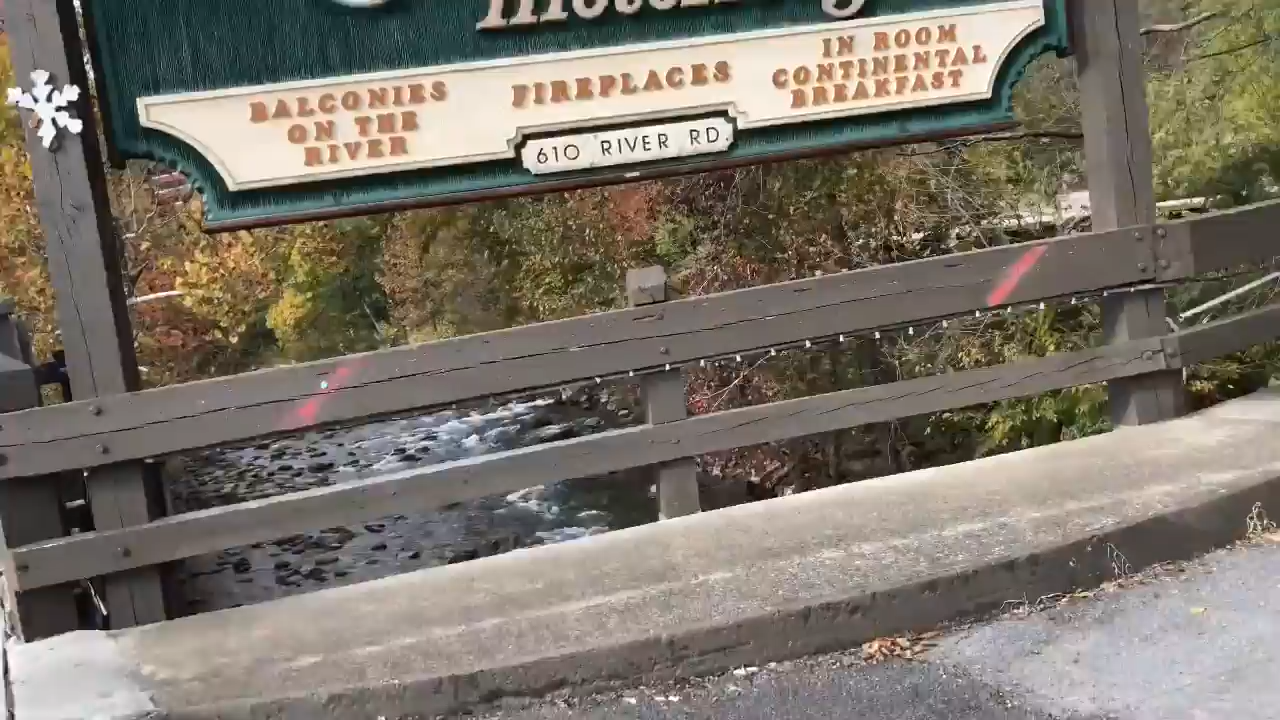 BALCONIES
ON THE
RIVER
FIREPLACES
IN ROOM
CONTINENTAL
BREAKFAST
610 RIVER RD.